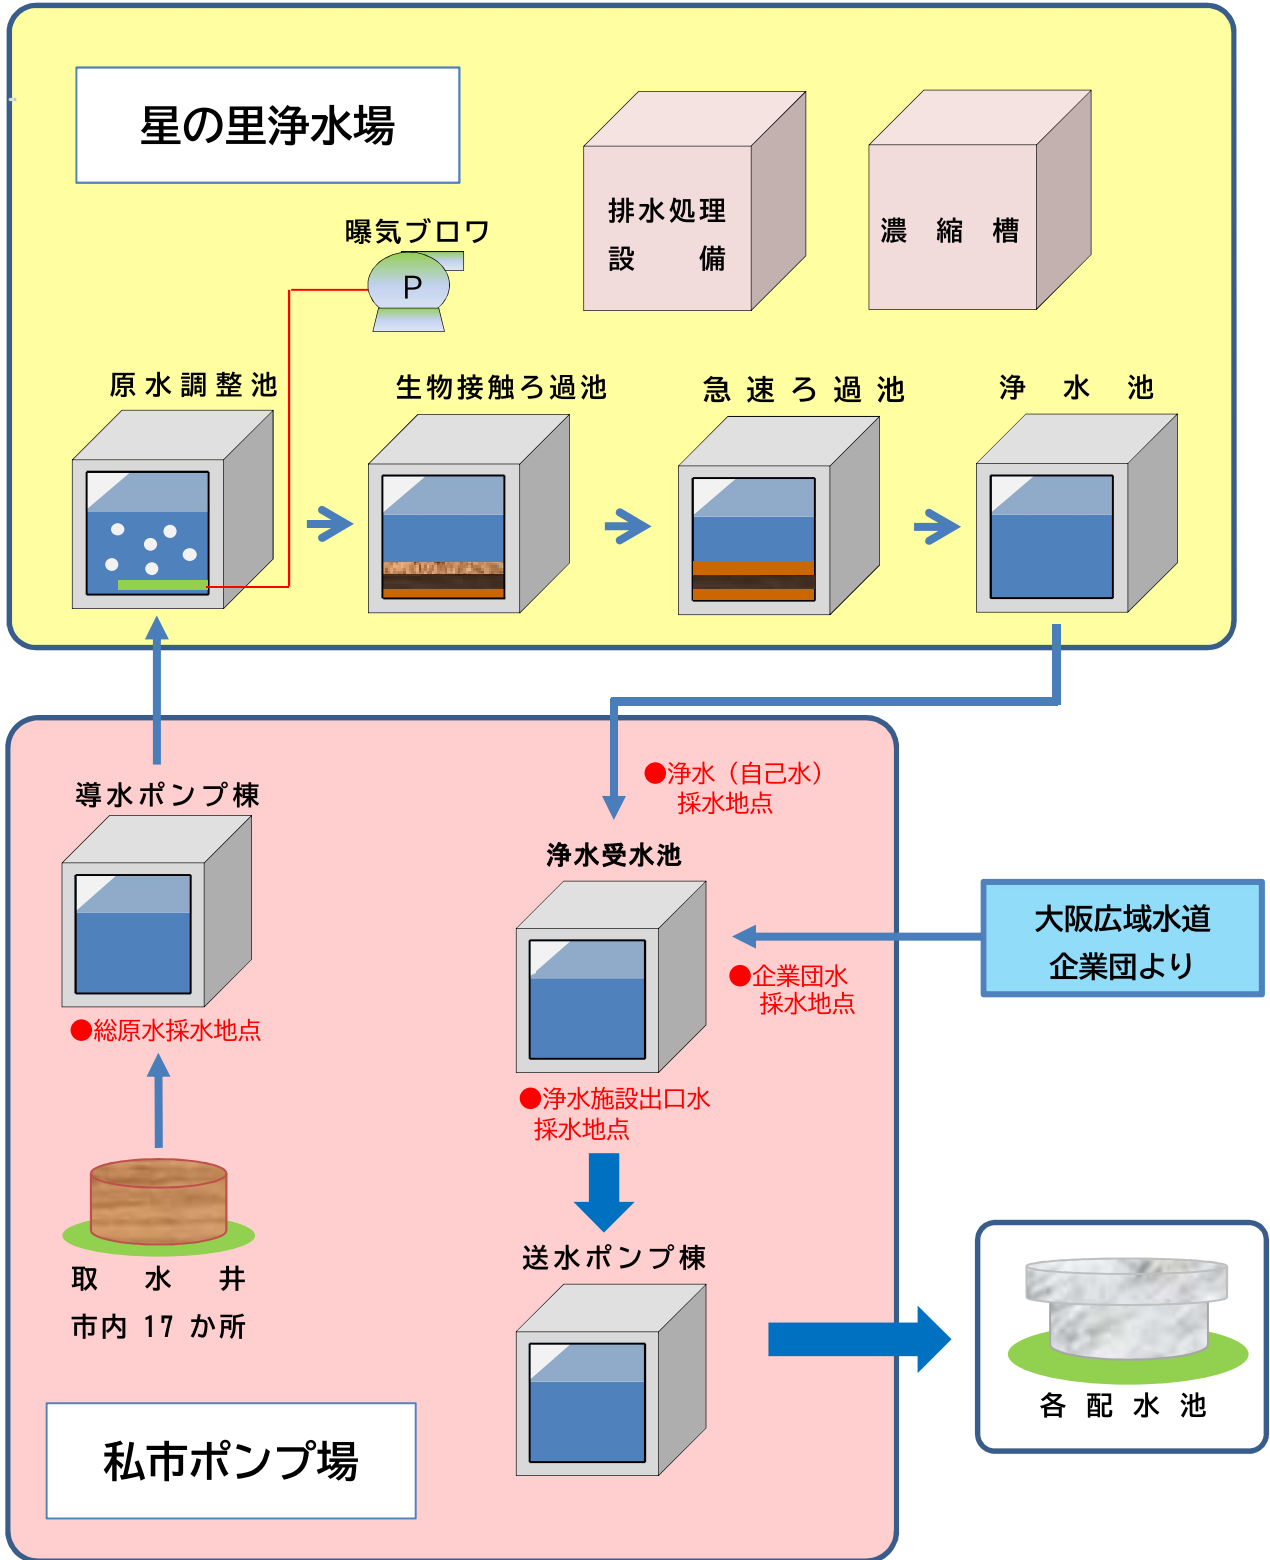 星の里浄水場
排水処理
設備
濃縮槽
曝気ブロワ
P
原水調整池
生物接触ろ過池
急速ろ過池
浄水池
導水ポンプ棟
●浄水（自己水）
採水地点
浄水受水池
大阪広域水道
企業団より
●企業団水
採水地点
●総原水採水地点
●浄水施設出口水
採水地点
取水井
市内 17 か所
送水ポンプ棟
各配水池
私市ポンプ場